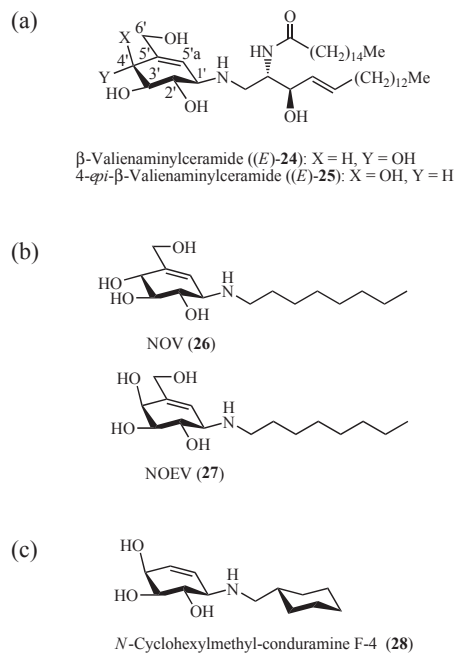 (a)
X
6'
OH
O
5'
5'a
HN
(CH2)14Me
4'
H
N
Y
3'
1'
(CH2)12Me
HO
2'
OH
OH
β-Valienaminylceramide ((E)-24): X = H, Y = OH
4-epi-β-Valienaminylceramide ((E)-25): X = OH, Y = H
(b)
OH
HO
HO
H
N
OH
NOV (26)
HO
OH
HO
H
N
OH
NOEV (27)
(c)
HO
H
N
HO
OH
N-Cyclohexylmethyl-conduramine F-4 (28)